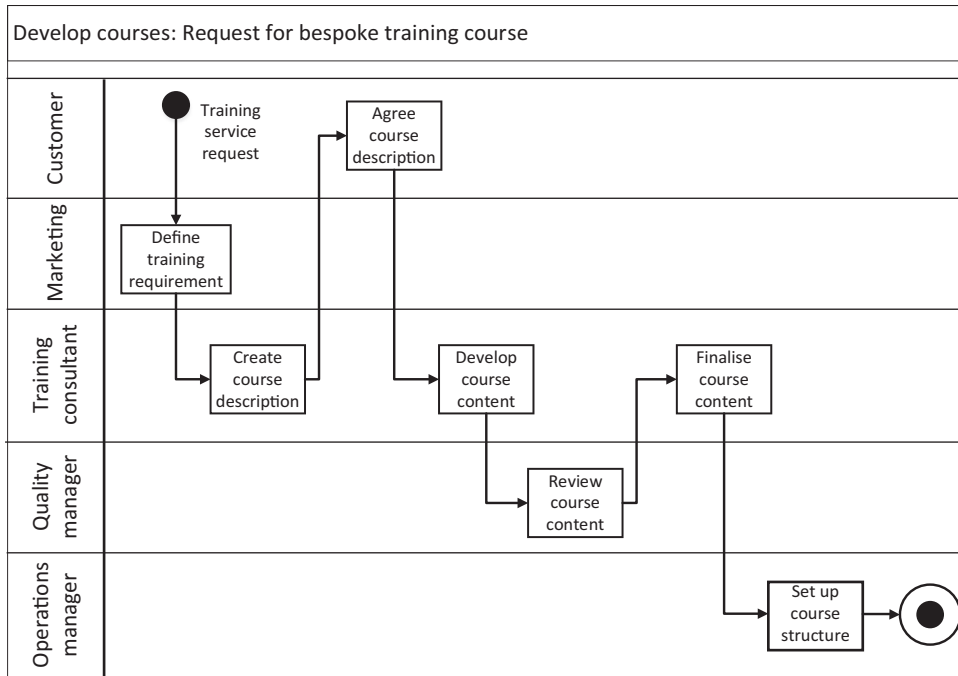 Develop courses: Request for bespoke training course
Customer
Training
service
request
Agree
course
description
Marketing
Define
training
requirement
Training
consultant
Create
course
description
Develop
course
content
Finalise
course
content
Quality
manager
Review
course
content
Operations
manager
Set up
course
structure